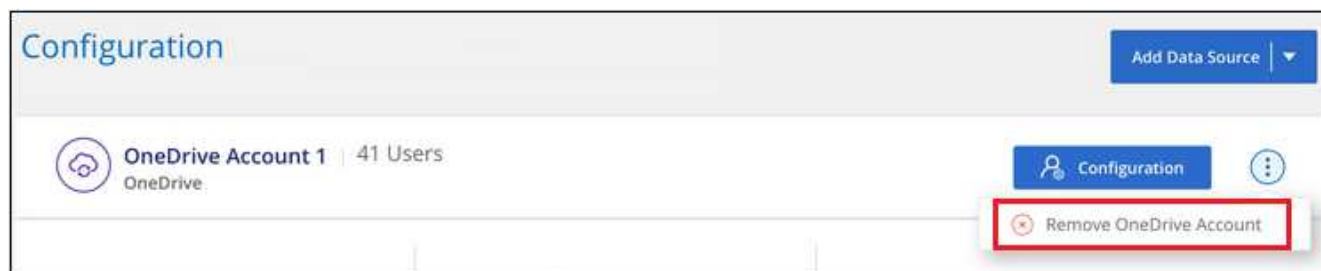 Configuration
Add Data Source
OneDrive Account 1 41 Users
OneDrive
Configuration
Remove OneDrive Account